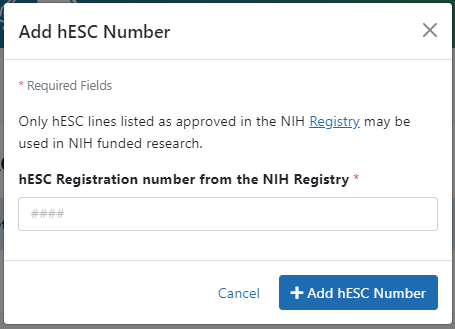 Add hESC Number
* Required Fields
Only hESC lines listed as approved in the NIH Registry may be
used in NIH funded research.
hESC Registration number from the NIH Registry *
####
Cancel
+ Add hESC Number